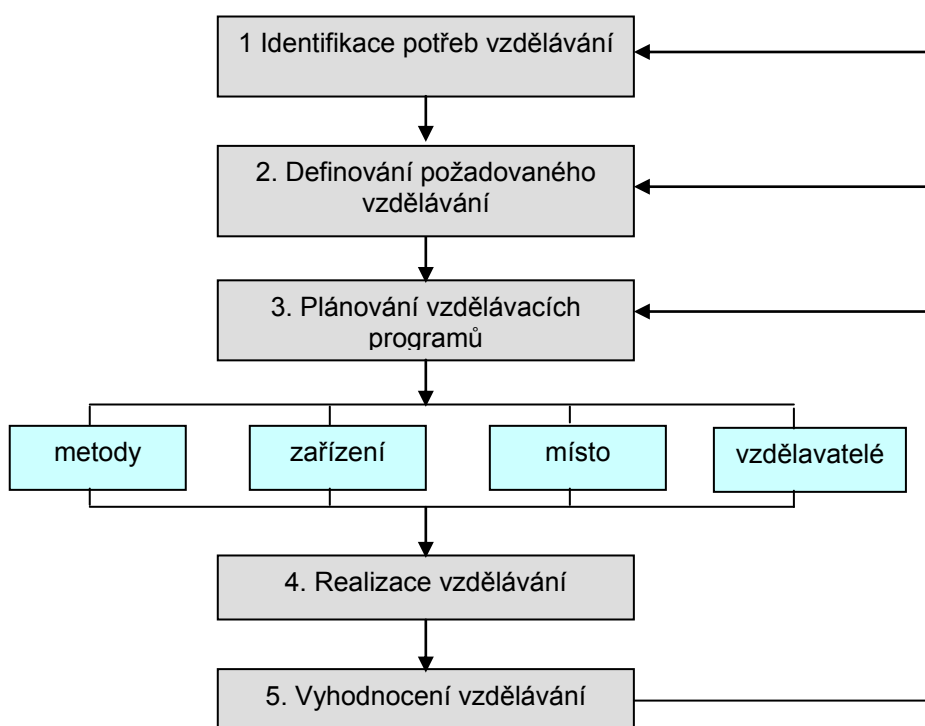 1 Identifikace potřeb vzdělávání
2. Definování požadovaného
vzdělávání
3. Plánování vzdělávacích
programů
metody
zařízení
místo
vzdělavatelé
4. Realizace vzdělávání
5. Vyhodnocení vzdělávání